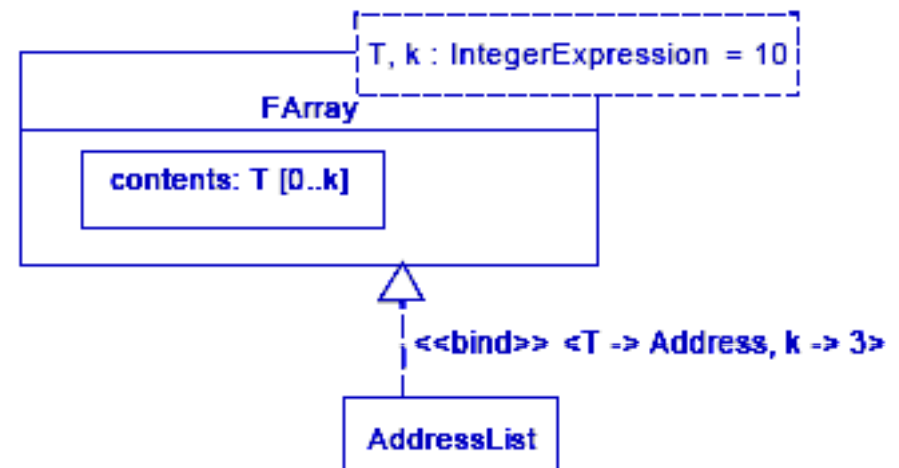 T, k : IntegerExpression = 10
FArray
contents: T [0..k]
<<bind>> <T -> Address, k -> 3>
AddressList